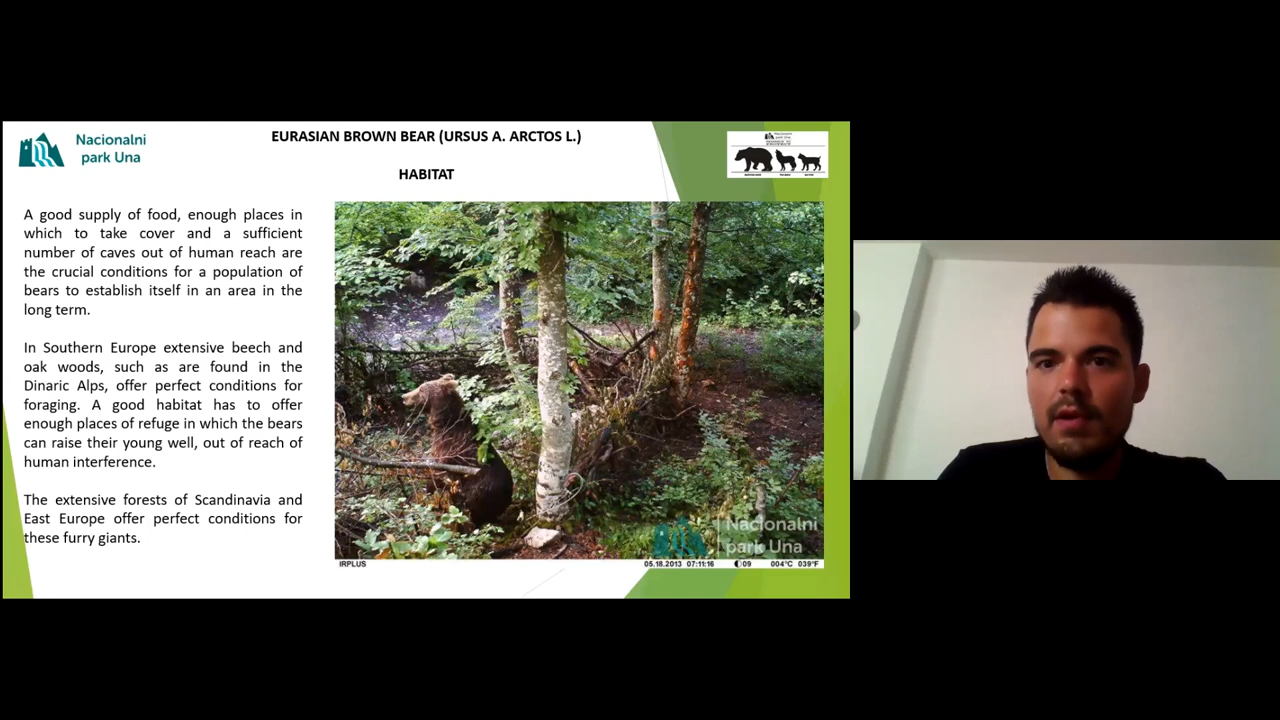 Nacionalni
park Una
EURASIAN BROWN BEAR (URSUS A. ARCTOS L.)
HABITAT
Nacionalni
park Una
A good supply of food, enough places in
which to take cover and a sufficient
number of caves out of human reach are
the crucial conditions for a population of
bears to establish itself in an area in the
long term.
In Southern Europe extensive beech and
oak woods, such as are found in the
Dinaric Alps, offer perfect conditions for
foraging. A good habitat has to offer
enough places of refuge in which the bears
can raise their young well, out of reach of
human interference.
The extensive forests of Scandinavia and
East Europe offer perfect conditions for
these furry giants.
Nacionalni
park Una
IRPLUS 05.18.2013 07:11:16 09 004°C 039°F